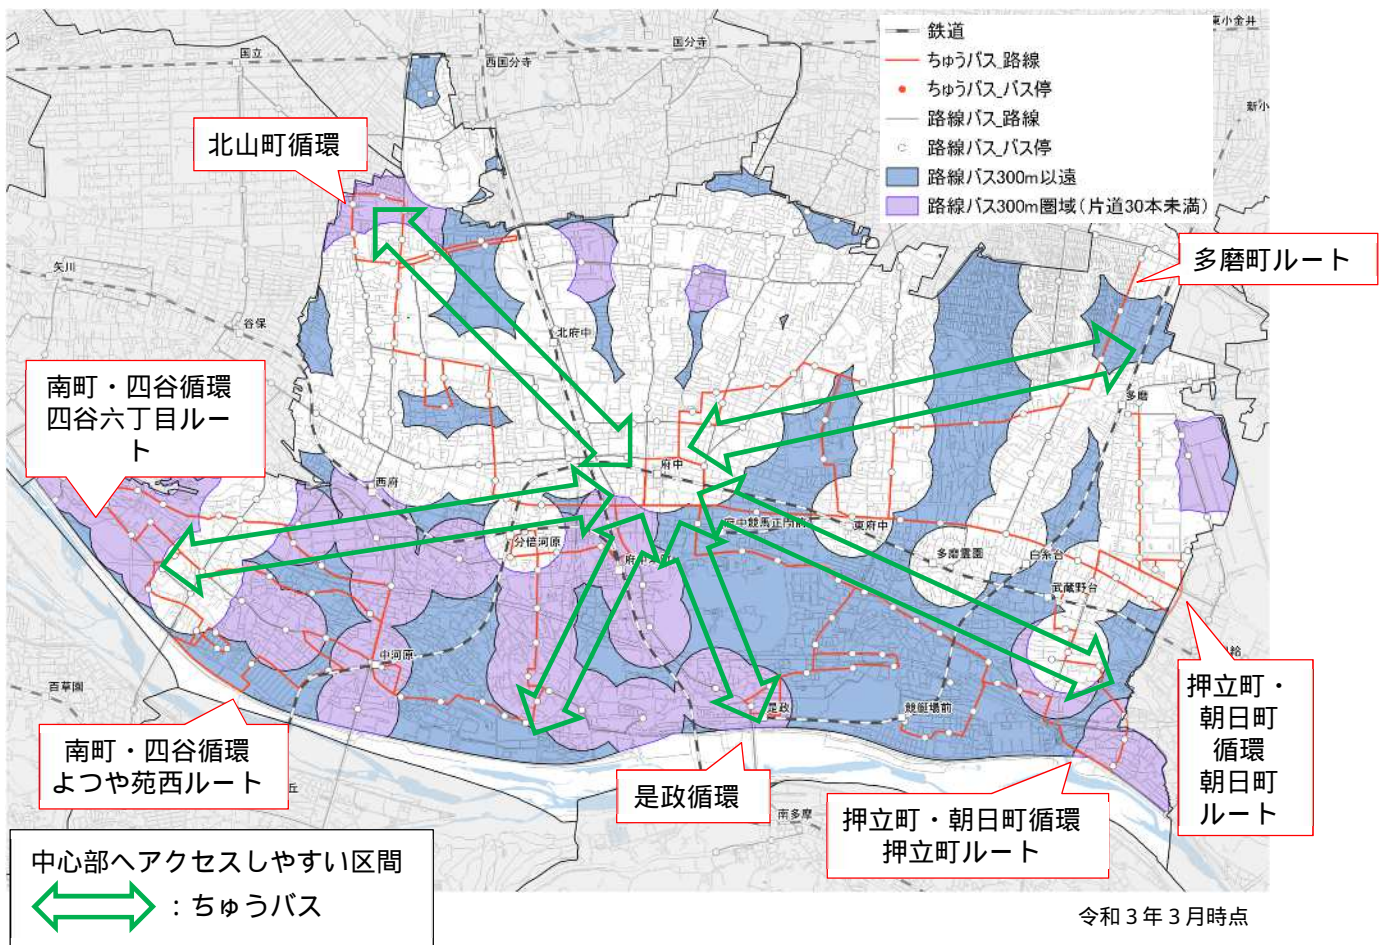 鉄道
ちゅうバス_路線
ちゅうバス_バス停
路線バス_路線
路線バス_バス停
路線バス300m以遠
路線バス300m圏域(片道30本未満)
東小金井
国分寺
国立
西国分寺
新小
北山町循環
多磨町ルート
矢川
谷保
北府中
南町・四谷循環
四谷六丁目ルー
ト
多磨
府中
西府
府中競馬正門前
東府中
分倍河原
多磨霊園
白糸台
武蔵野台
府中本町
中河原
百草園
是政
競艇場前
押立町・
朝日町
循環
朝日町
ルート
南町・四谷循環
よつや苑西ルート
丘
是政循環
南多摩
押立町・朝日町循環
押立町ルート
中心部へアクセスしやすい区間
:ちゅうバス
令和3年3月時点